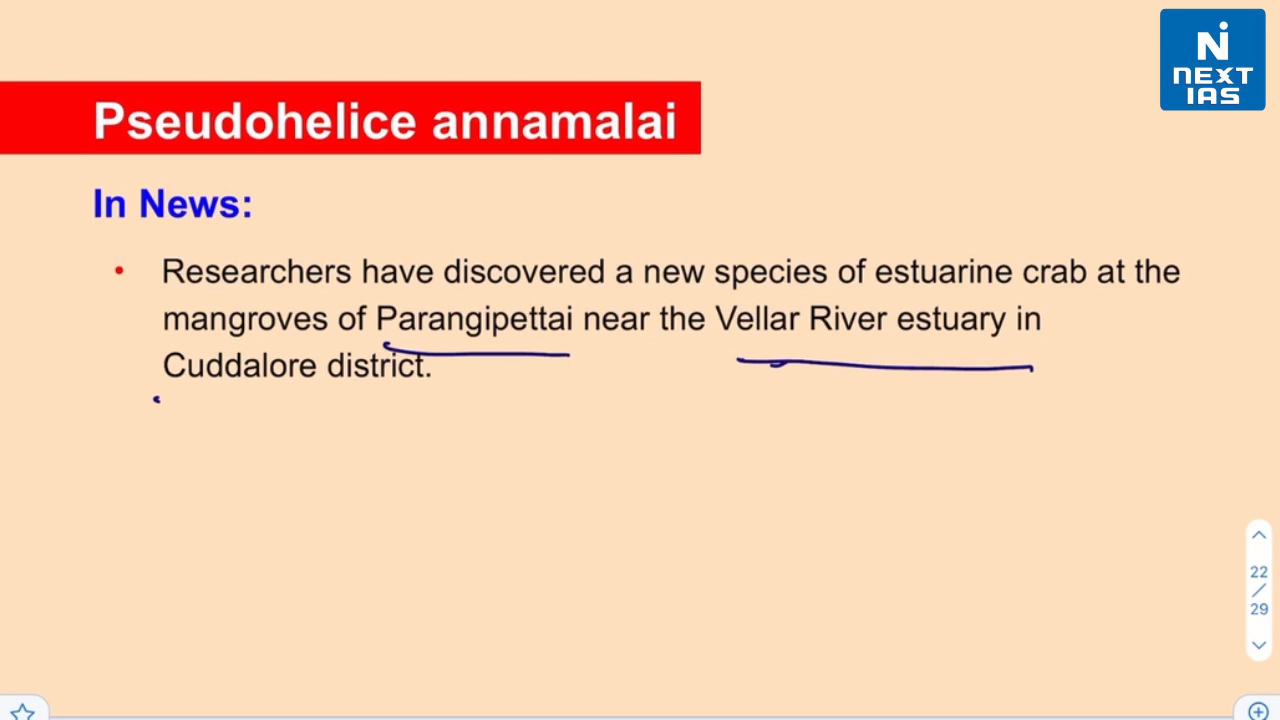 NEXT
IAS
Pseudohelice annamalai
In News:
• Researchers have discovered a new species of estuarine crab at the
mangroves of Parangipettai near the Vellar River estuary in
Cuddalore district.
22
/
29